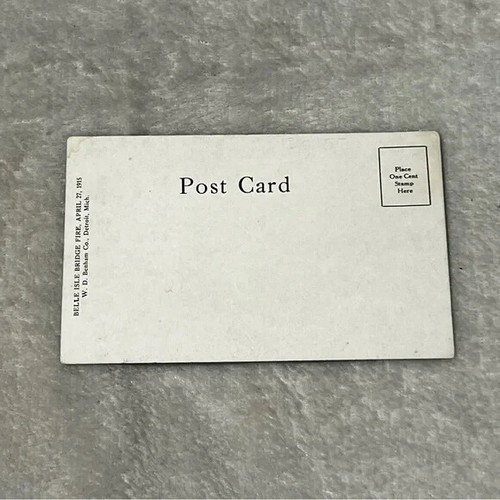 Post Card
Place
One Cent
Stamp
Here
BELLE ISLE BRIDGE FIRE, APRIL 27, 1915
W. D. Benham Co., Detroit, Mich.